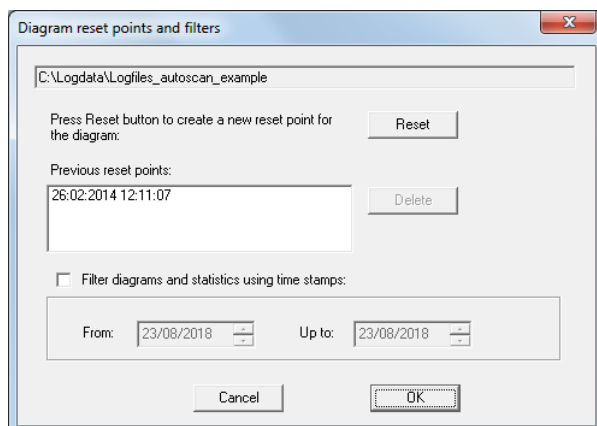 Diagram reset points and filters
C:\Logdata\Logfiles_autoscan_example
Press Reset button to create a new reset point for
the diagram:
Reset
Previous reset points:
26:02:2014 12:11:07
Delete
Filter diagrams and statistics using time stamps:
From: 23/08/2018 Up to: 23/08/2018
Cancel OK